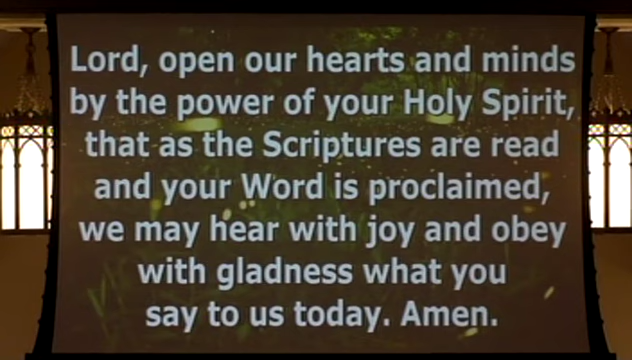 Lord, open our hearts and minds
by the power of your Holy Spirit,
that as the Scriptures are read
and your Word is proclaimed,
we may hear with joy and obey
with gladness what you
say to us today. Amen.